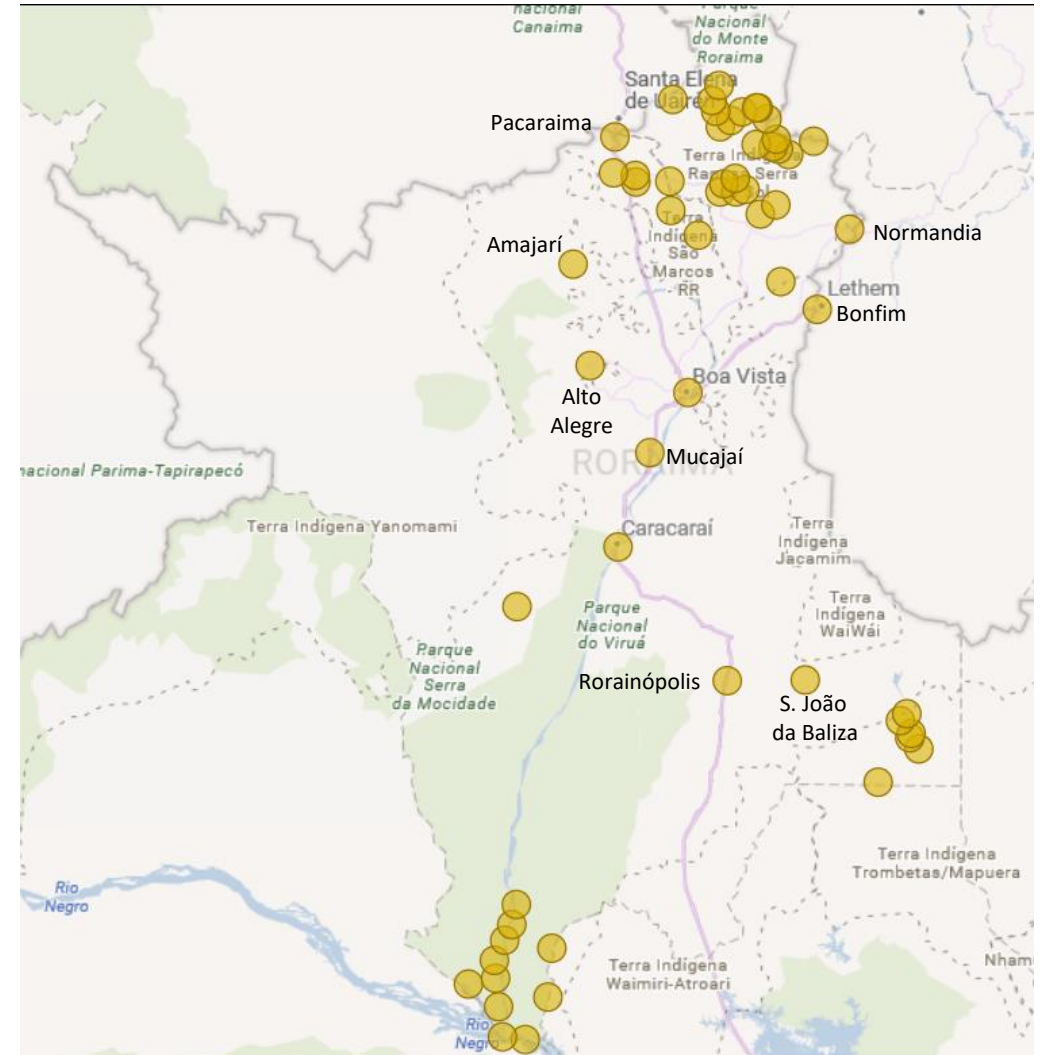 nacional
Canaima
Parque
Nacional
do Monte
Roraima
Santa Elena
de Uairén
Pacaraima
Terra Indígena
Raposa Serra
Sol
Terra
Indígena
São
Marcos
- RR
Normandia
Amajarí
Lethem
Bonfim
Boa Vista
Alto
Alegre
Mucajaí
RORAIMA
nacional Parima-Tapirapecó
Terra Indígena Yanomami
Caracaraí
Terra
Indígena
Jacamim
Terra
Indígena
WaiWái
Parque
Nacional
do Viruá
Parque
Nacional
Serra
da Mocidade
Rorainópolis
S. João
da Baliza
Terra Indígena
Trombetas/Mapuera
Rio
Negro
Terra Indígena
Waimiri-Atroari
Nham
Rio
Negro